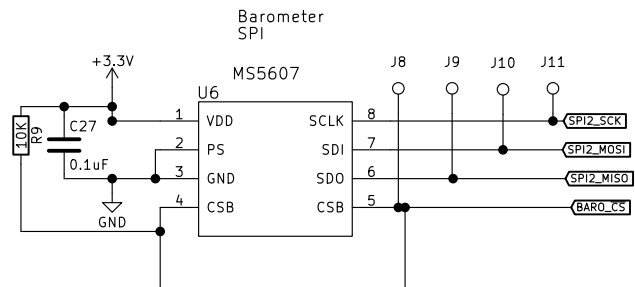 Barometer
SPI
+3.3V
MS5607
J8 J9 J10 J11
U6
10K
R9
C27
0.1uF
GND
1 VDD SCLK 8 SPI2_SCK
2 PS SDI 7 SPI2_MOSI
3 GND SDO 6 SPI2_MISO
4 CSB CSB 5 BARO_CS